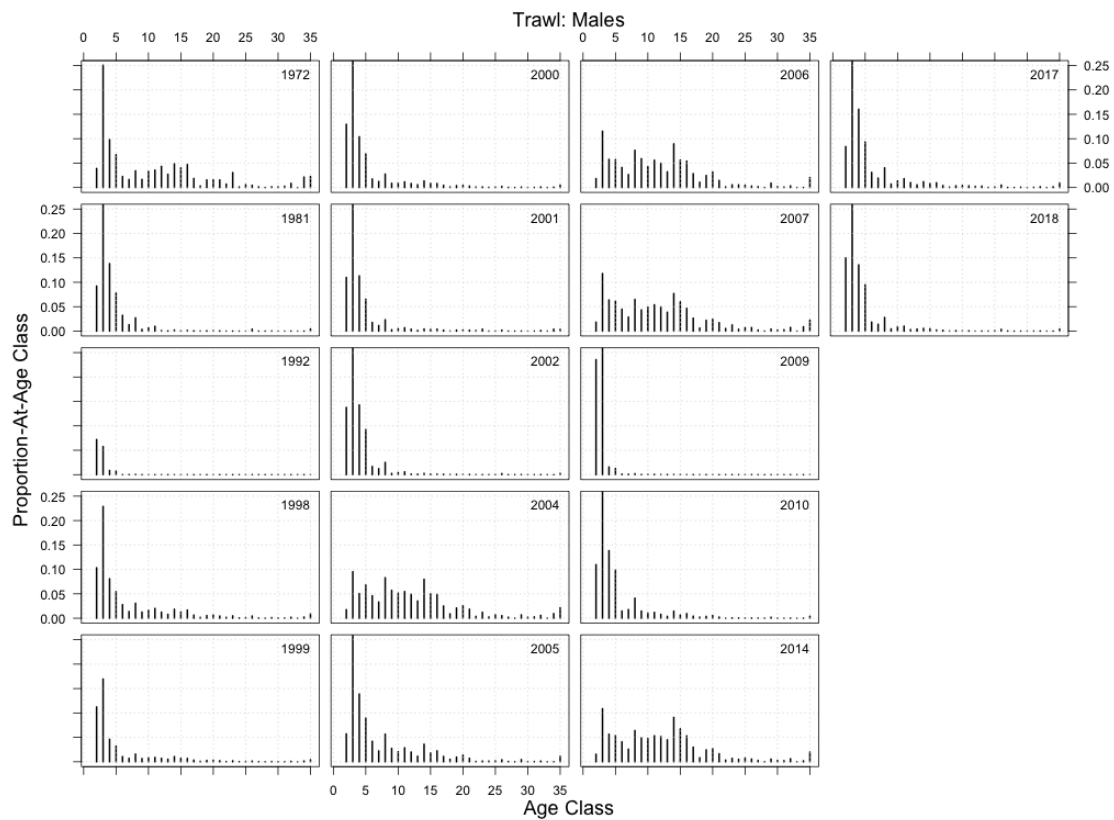 Trawl: Males
0 5 10 15 20 25 30 35 0 5 10 15 20 25 30 35
1972 2000 2006 2017
0.25
0.20
0.15
0.10
0.05
0.00
1981 2001 2007 2018
0.25
0.20
0.15
0.10
0.05
0.00
1992 2002 2009
1998 2004 2010
0.25
0.20
0.15
0.10
0.05
0.00
1999 2005 2014
0 5 10 15 20 25 30 35
Proportion-At-Age Class
Age Class